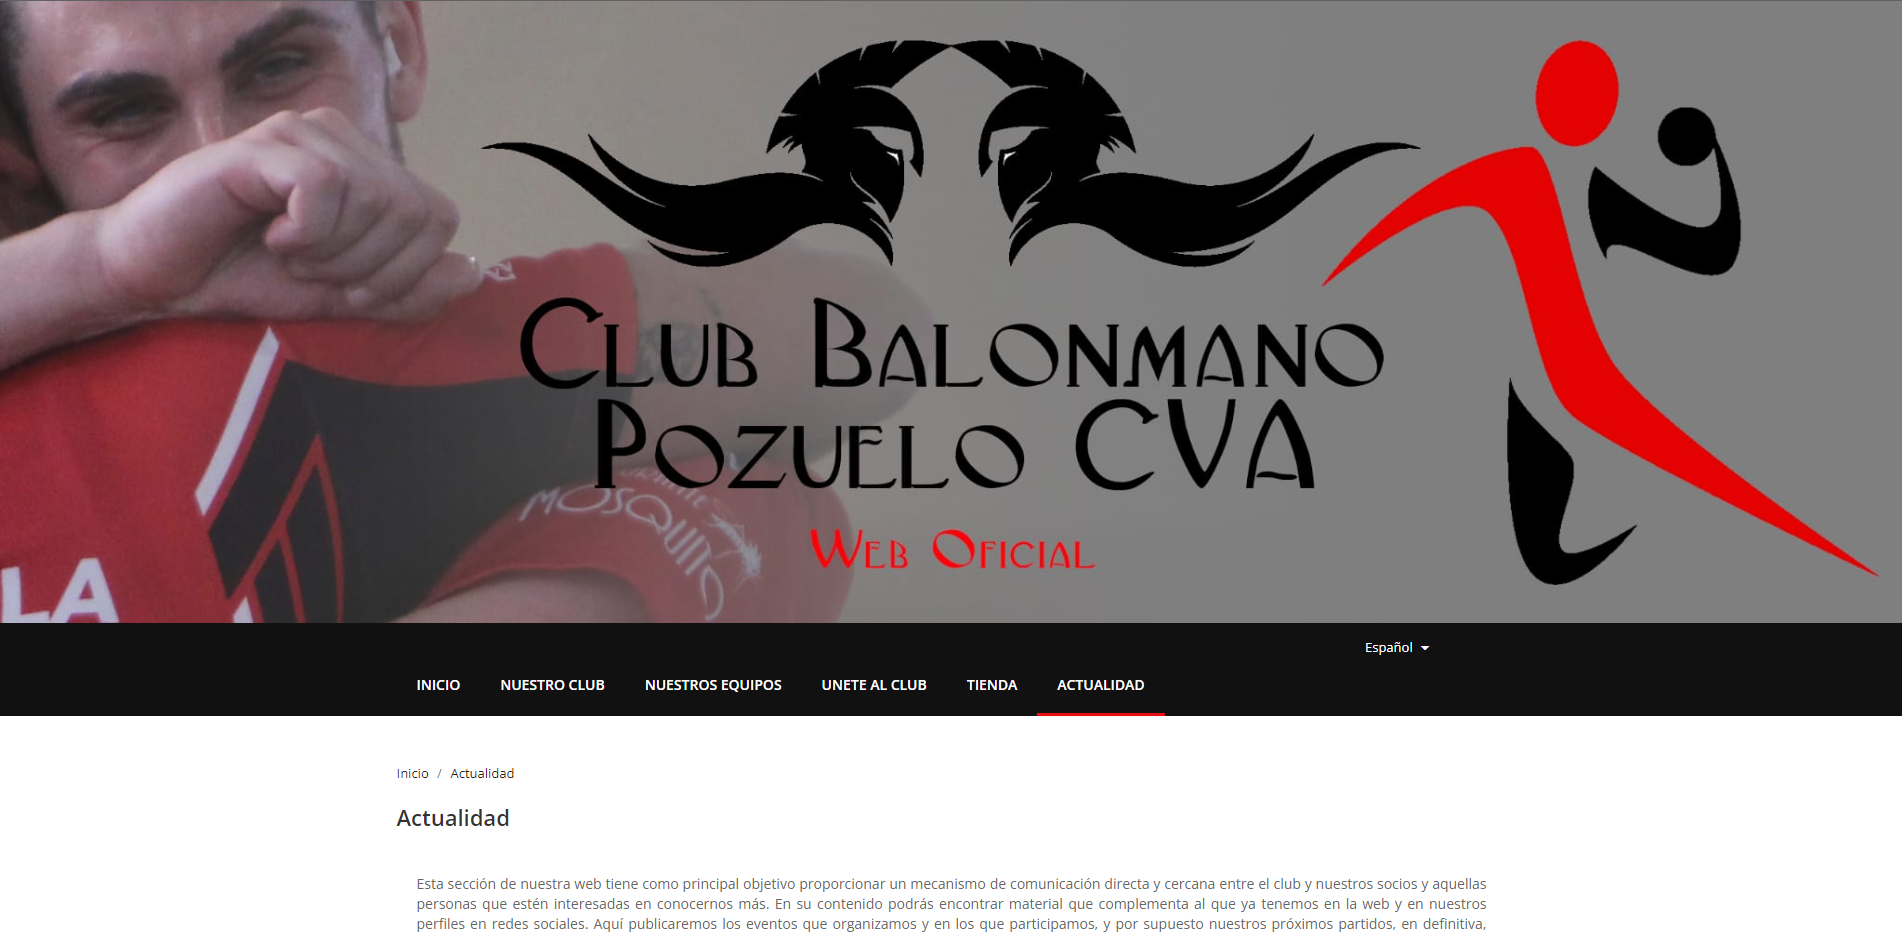 Club Balonmano
Pozuelo CVA
Web Oficial
MOSQUITO
LA
Español
INICIO NUESTRO CLUB NUESTROS EQUIPOS UNETE AL CLUB TIENDA ACTUALIDAD
Inicio / Actualidad
Actualidad
Esta sección de nuestra web tiene como principal objetivo proporcionar un mecanismo de comunicación directa y cercana entre el club y nuestros socios y aquellas
personas que estén interesadas en conocernos más. En su contenido podrás encontrar material que complementa al que ya tenemos en la web y en nuestros
perfiles en redes sociales. Aquí publicaremos los eventos que organizamos y en los que participamos, y por supuesto nuestros próximos partidos, en definitiva,